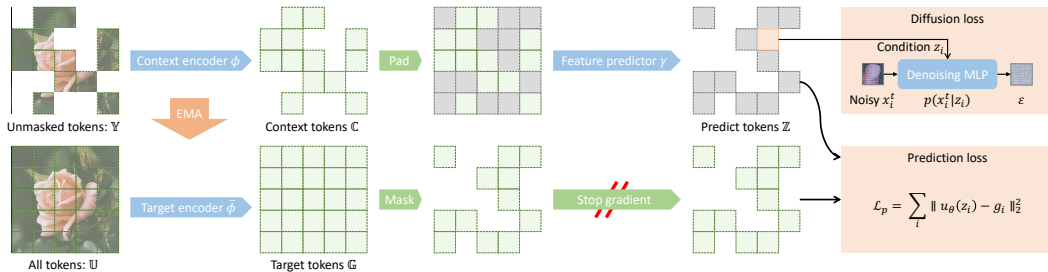 Context encoder ϕ
Pad
Feature predictor γ
Diffusion loss
Condition z_i
Denoising MLP
Noisy x_i^t
p(x_i^t|z_i)
ε
Unmasked tokens: 𝕐
EMA
Context tokens ℂ
Predict tokens ℤ
Target encoder ϕ̄
Mask
Stop gradient
Prediction loss
ℒ_p = ∑_i ∥ u_θ(z_i) − g_i ∥_2^2
All tokens: 𝕌
Target tokens 𝔾